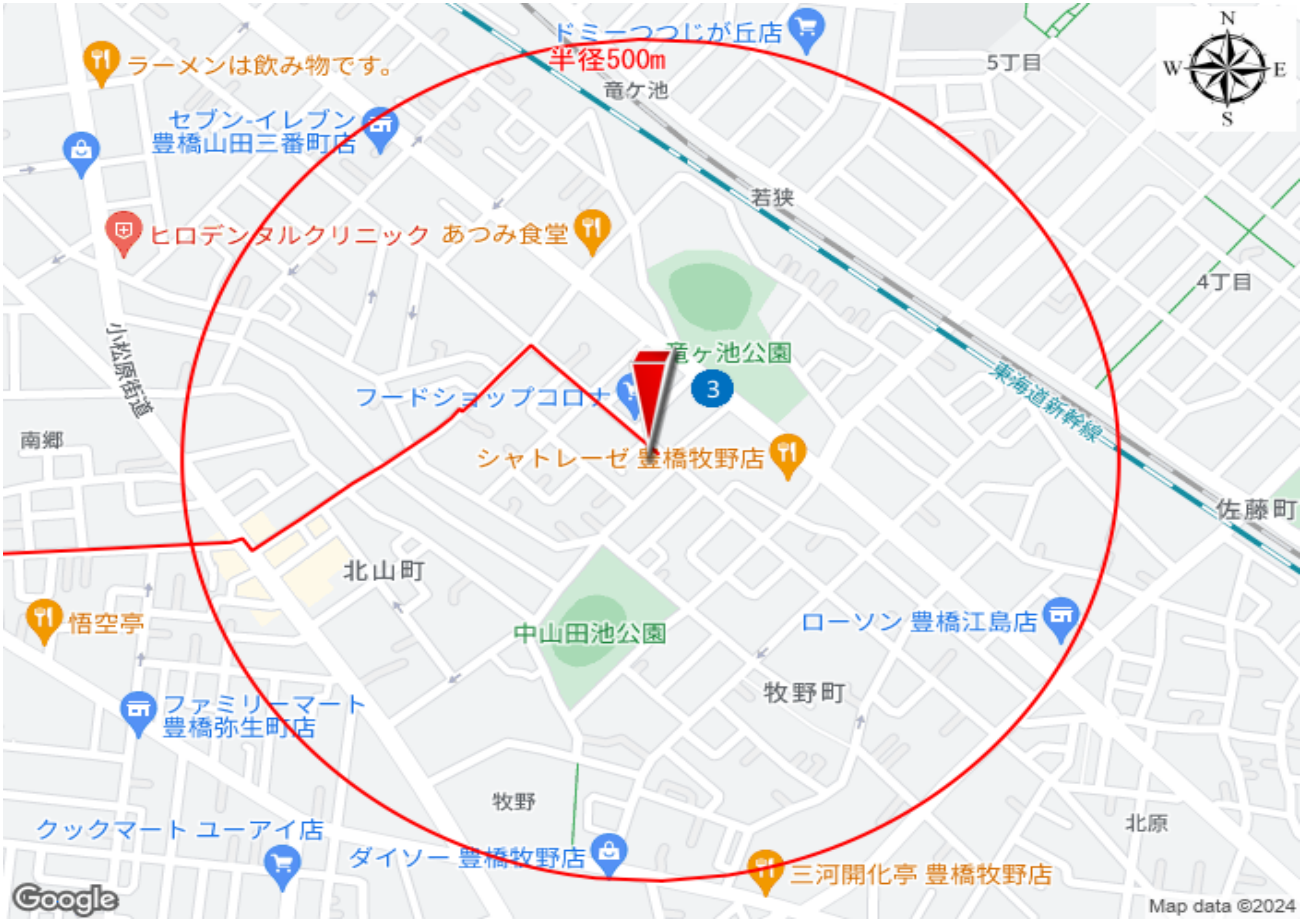 ドミーつつじが丘店
N
半径500m
ラーメンは飲み物です。
5丁目
W
E
竜ケ池
S
セブン-イレブン
豊橋山田三番町店
若狭
ヒロデンタルクリニック
あつみ食堂
4丁目
小松原街道
竜ヶ池公園
東海道新幹線
フードショップコロナ
3
南郷
シャトレーゼ 豊橋牧野店
佐藤町
北山町
悟空亭
中山田池公園
ローソン 豊橋江島店
牧野町
ファミリーマート
豊橋弥生町店
牧野
北原
クックマート ユーアイ店
ダイソー 豊橋牧野店
三河開化亭 豊橋牧野店
Google
Map data ©2024